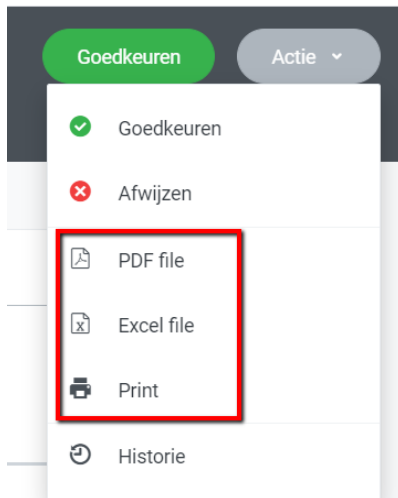 Goedkeuren Actie
Goedkeuren
Afwijzen
PDF file
Excel file
Print
Historie